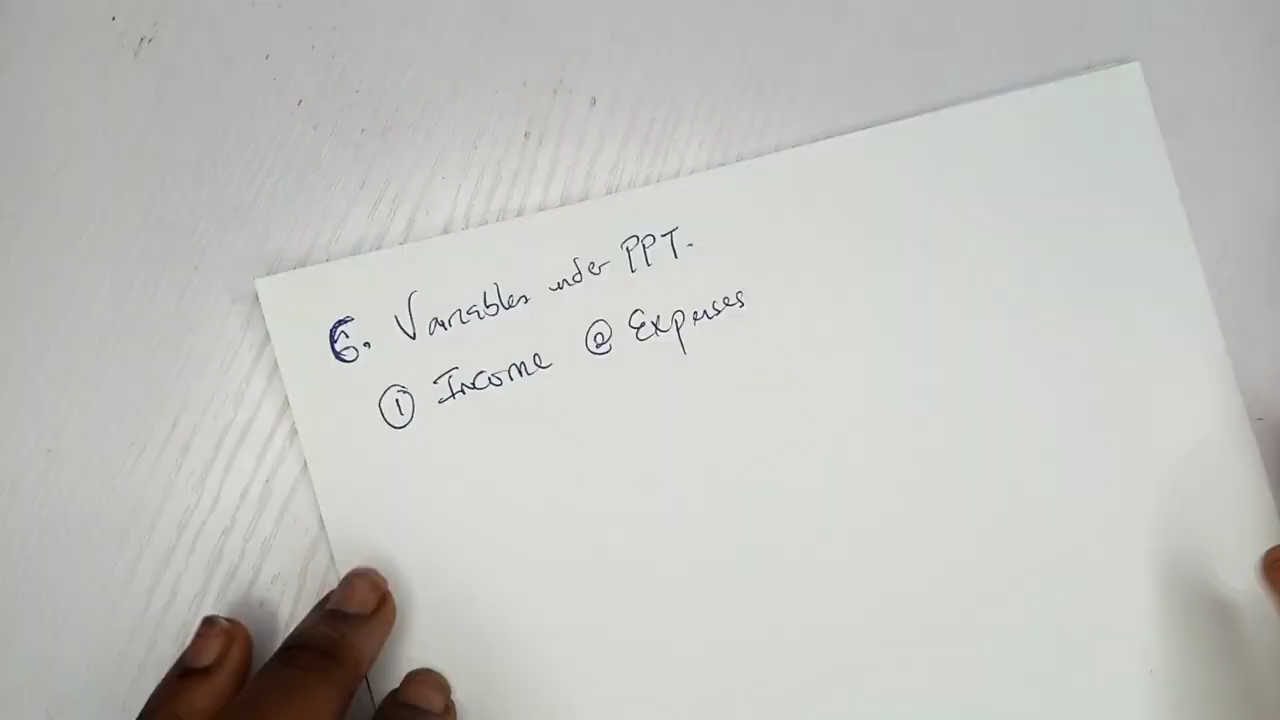 6. Variables under PPT.
① Income ② Expenses